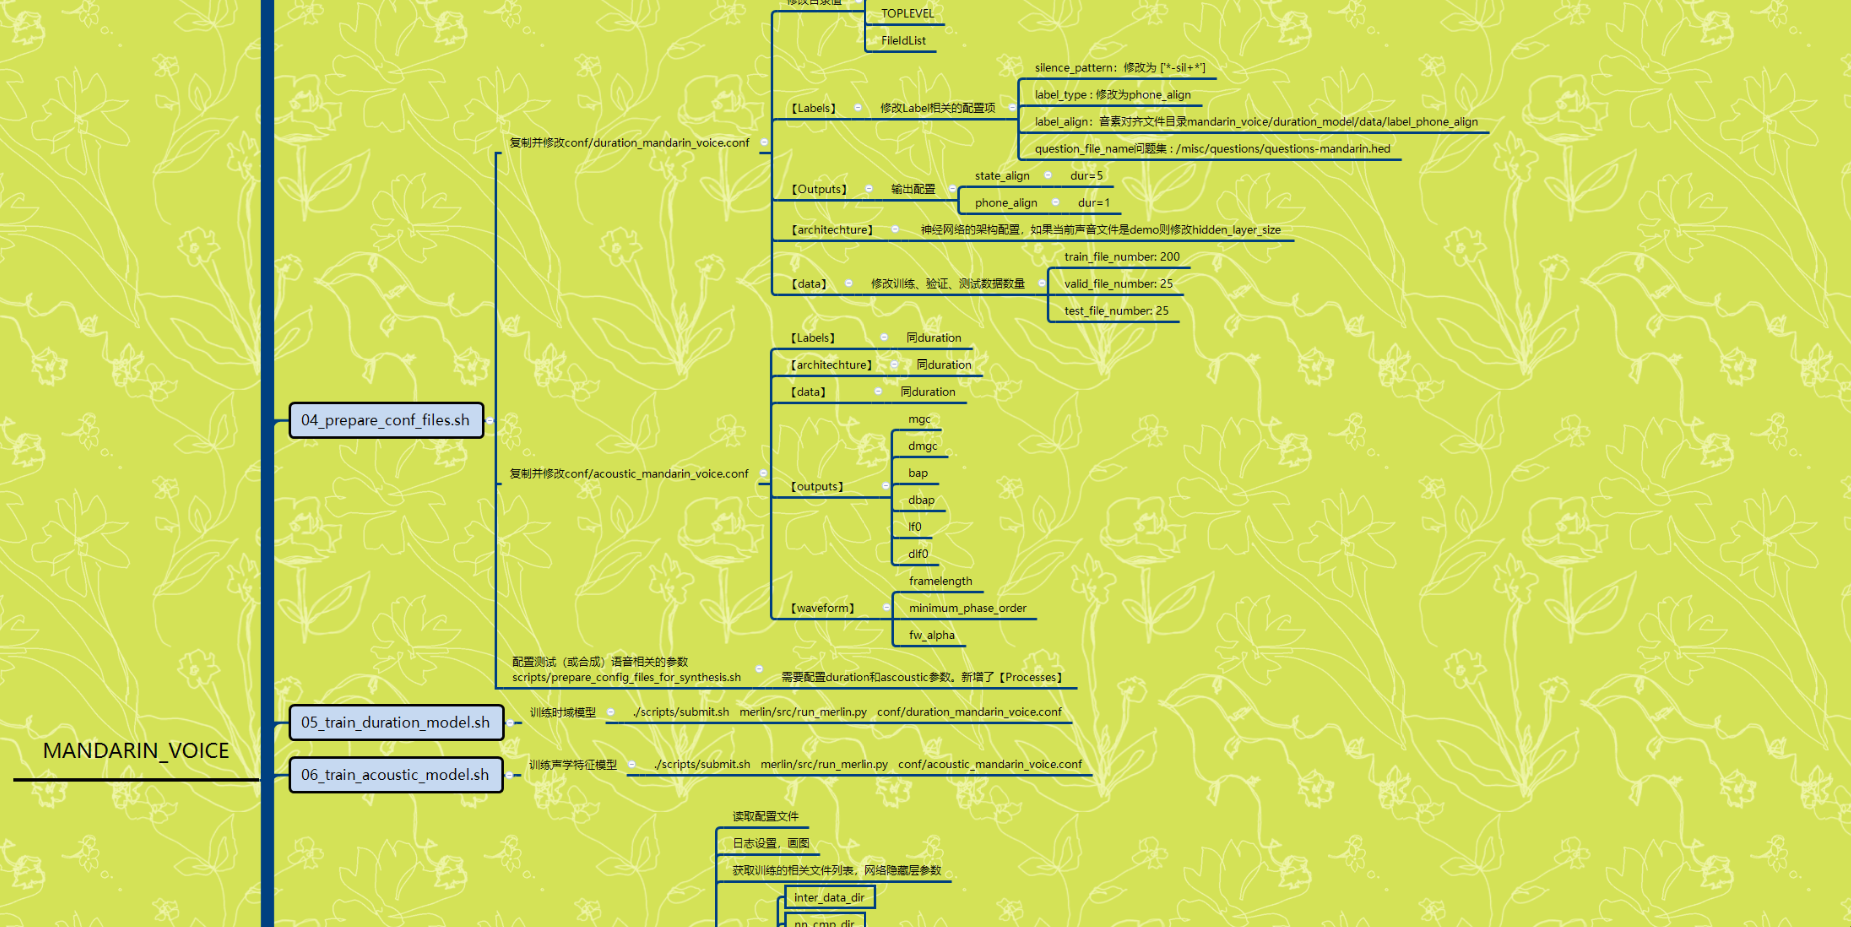 修改目录值
TOPLEVEL
FileIdList
silence_pattern：修改为 ['*-sil+*']
label_type : 修改为phone_align
【Labels】 修改Label相关的配置项
label_align：音素对齐文件目录mandarin_voice/duration_model/data/label_phone_align
question_file_name问题集 : /misc/questions/questions-mandarin.hed
复制并修改conf/duration_mandarin_voice.conf
state_align dur=5
【Outputs】 输出配置
phone_align dur=1
【architechture】 神经网络的架构配置，如果当前声音文件是demo则修改hidden_layer_size
train_file_number: 200
【data】 修改训练、验证、测试数据数量
valid_file_number: 25
test_file_number: 25
【Labels】 同duration
【architechture】 同duration
【data】 同duration
04_prepare_conf_files.sh
mgc
dmgc
复制并修改conf/acoustic_mandarin_voice.conf
bap
【outputs】
dbap
lf0
dlf0
framelength
【waveform】
minimum_phase_order
fw_alpha
配置测试（或合成）语音相关的参数
scripts/prepare_config_files_for_synthesis.sh
需要配置duration和ascoustic参数。新增了【Processes】
05_train_duration_model.sh
训练时域模型
./scripts/submit.sh merlin/src/run_merlin.py conf/duration_mandarin_voice.conf
MANDARIN_VOICE
06_train_acoustic_model.sh
训练声学特征模型
./scripts/submit.sh merlin/src/run_merlin.py conf/acoustic_mandarin_voice.conf
读取配置文件
日志设置，画图
获取训练的相关文件列表，网络隐藏层参数
inter_data_dir
nn_cmp_dir